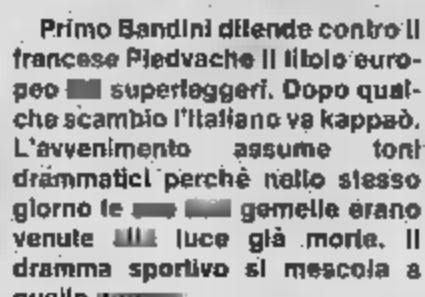 Primo Bandini difende contro il
francese Piedvache il titolo euro-
peo superleggeri. Dopo qual-
che scambio l'italiano va kappaò.
L'avvenimento assume toni
drammatici perchè nello stesso
giorno le gemelle erano
venute luce già morte. Il
dramma sportivo si mescola a